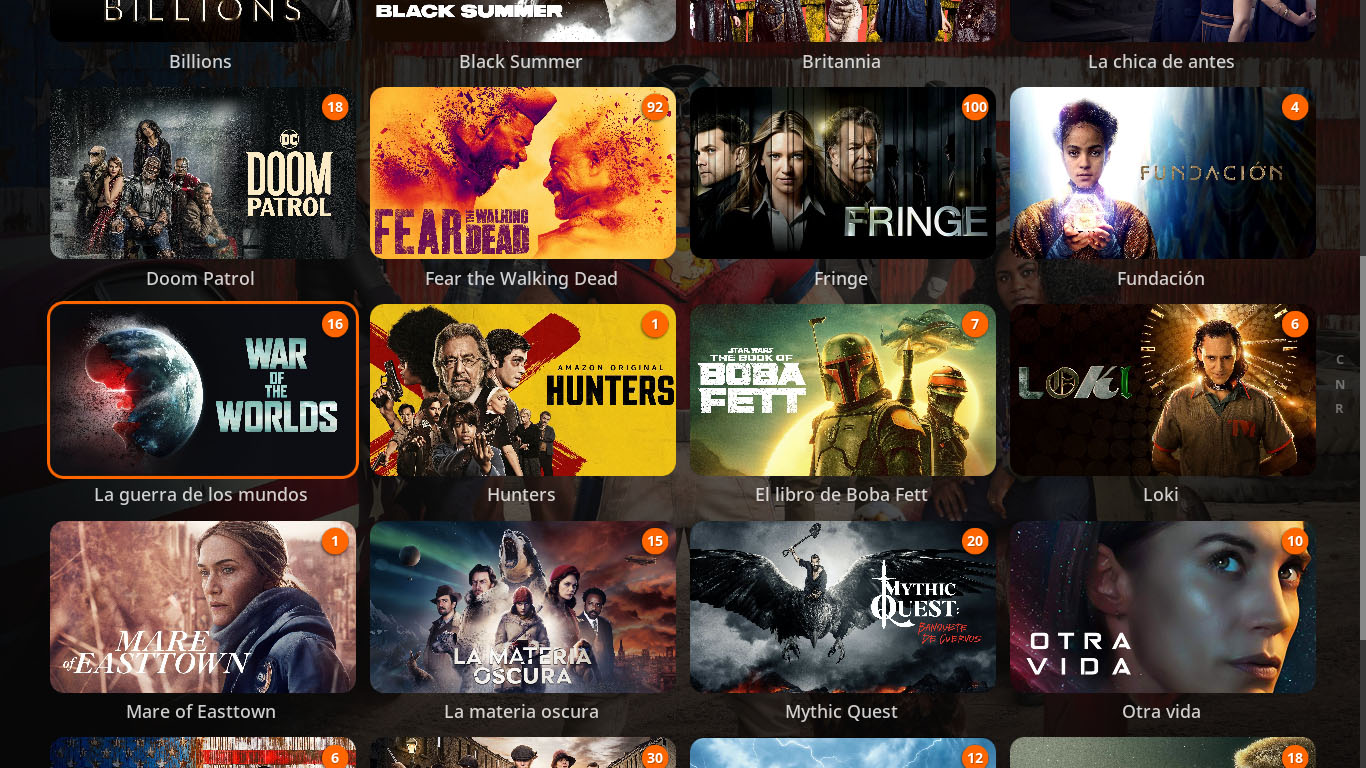 BILLIONS
BLACK SUMMER
Billions
Black Summer
Britannia
La chica de antes
18
DC
DOOM
PATROL
92
FEAR THE WALKING
DEAD
100
FRINGE
4
FUNDACIÓN
Doom Patrol
Fear the Walking Dead
Fringe
Fundación
16
WAR
OF
THE
WORLDS
1
AMAZON ORIGINAL
HUNTERS
7
STAR WARS
THE BOOK OF
BOBA
FETT
6
LOKI
C
N
R
La guerra de los mundos
Hunters
El libro de Boba Fett
Loki
1
MARE
of EASTTOWN
15
LA MATERIA
OSCURA
20
MYTHIC
QUEST:
BANQUETE
DE CUERVOS
10
OTRA
VIDA
Mare of Easttown
La materia oscura
Mythic Quest
Otra vida
6
30
12
18